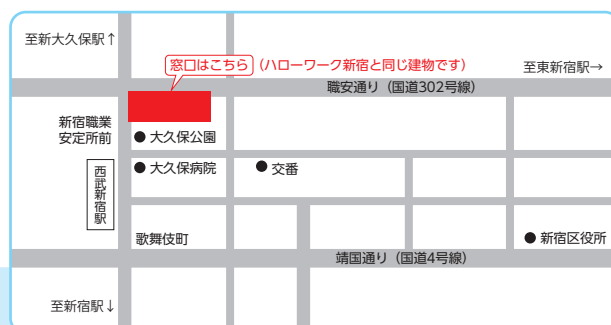 至新大久保駅↑
窓口はこちら（ハローワーク新宿と同じ建物です）
至東新宿駅→
職安通り（国道302号線）
新宿職業
安定所前
●大久保公園
西武新宿駅
●大久保病院
●交番
歌舞伎町
●新宿区役所
靖国通り（国道4号線）
至新宿駅↓